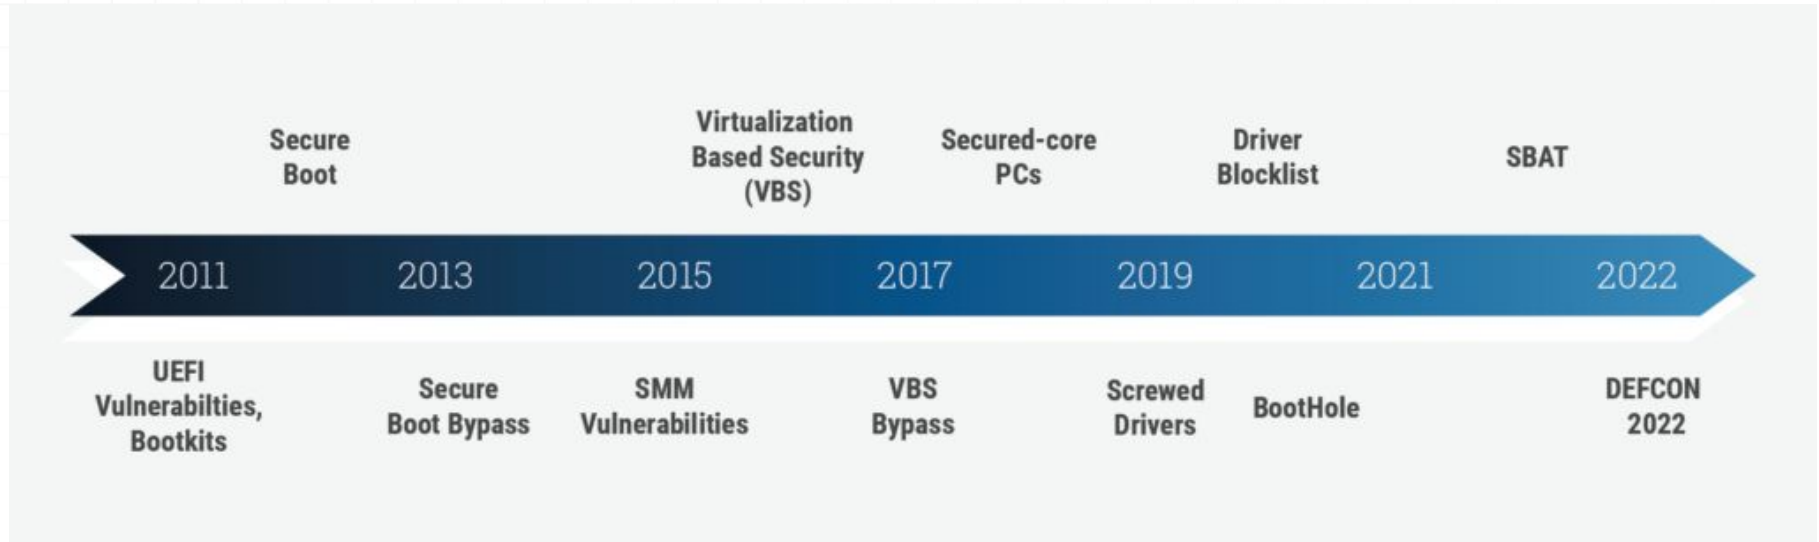 Secure
Boot
Virtualization
Based Security
(VBS)
Secured-core
PCs
Driver
Blocklist
SBAT
2011
2013
2015
2017
2019
2021
2022
UEFI
Vulnerabilties,
Bootkits
Secure
Boot Bypass
SMM
Vulnerabilities
VBS
Bypass
Screwed
Drivers
BootHole
DEFCON
2022